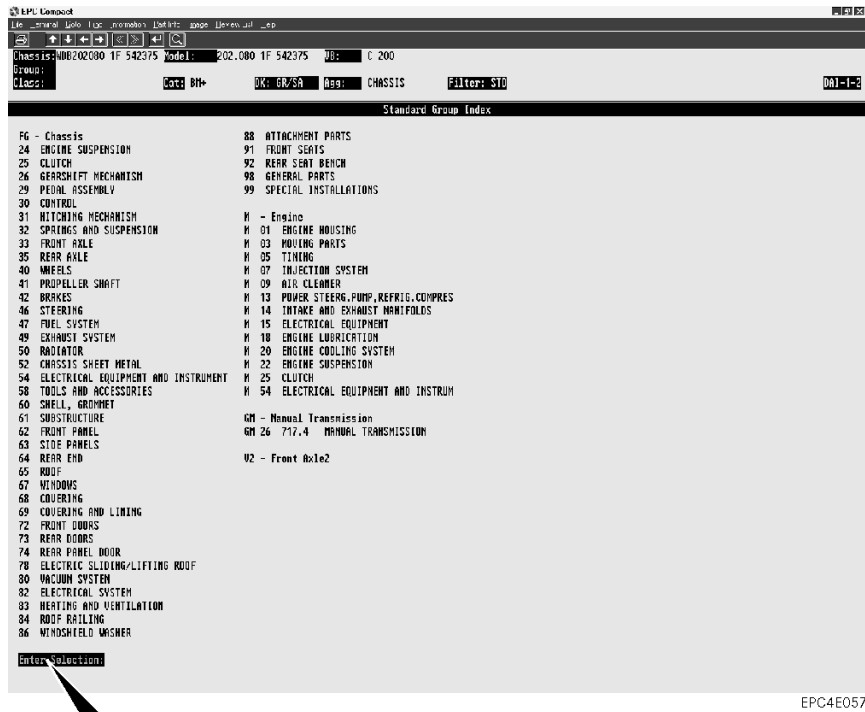 EPC Compact
Chassis:WDB202080 1F 542375 Model: 202.080 1F 542375 VB: C 200
Group:
Class: Cat: BM+ DK: GR/SA Agg: CHASSIS Filter: STD DAI-1-2
Standard Group Index
FG - Chassis
24 ENGINE SUSPENSION
25 CLUTCH
26 GEARSHIFT MECHANISM
29 PEDAL ASSEMBLY
30 CONTROL
31 HITCHING MECHANISM
32 SPRINGS AND SUSPENSION
33 FRONT AXLE
35 REAR AXLE
40 WHEELS
41 PROPELLER SHAFT
42 BRAKES
46 STEERING
47 FUEL SYSTEM
49 EXHAUST SYSTEM
50 RADIATOR
52 CHASSIS SHEET METAL
54 ELECTRICAL EQUIPMENT AND INSTRUMENT
58 TOOLS AND ACCESSORIES
60 SHELL, GROMMET
61 SUBSTRUCTURE
62 FRONT PANEL
63 SIDE PANELS
64 REAR END
65 ROOF
67 WINDOWS
68 COVERING
69 COVERING AND LINING
72 FRONT DOORS
73 REAR DOORS
74 REAR PANEL DOOR
78 ELECTRIC SLIDING/LIFTING ROOF
80 VACUUM SYSTEM
82 ELECTRICAL SYSTEM
83 HEATING AND VENTILATION
84 ROOF RAILING
86 WINDSHIELD WASHER
88 ATTACHMENT PARTS
91 FRONT SEATS
92 REAR SEAT BENCH
98 GENERAL PARTS
99 SPECIAL INSTALLATIONS
M - Engine
M 01 ENGINE HOUSING
M 03 MOVING PARTS
M 05 TIMING
M 07 INJECTION SYSTEM
M 09 AIR CLEANER
M 13 POWER STEERG.PUMP,REFRIG.COMPRES
M 14 INTAKE AND EXHAUST MANIFOLDS
M 15 ELECTRICAL EQUIPMENT
M 18 ENGINE LUBRICATION
M 20 ENGINE COOLING SYSTEM
M 22 ENGINE SUSPENSION
M 25 CLUTCH
M 54 ELECTRICAL EQUIPMENT AND INSTRUM
GM - Manual Transmission
GM 26 717.4 MANUAL TRANSMISSION
V2 - Front Axle2
Enter Selection:
EPC4E057